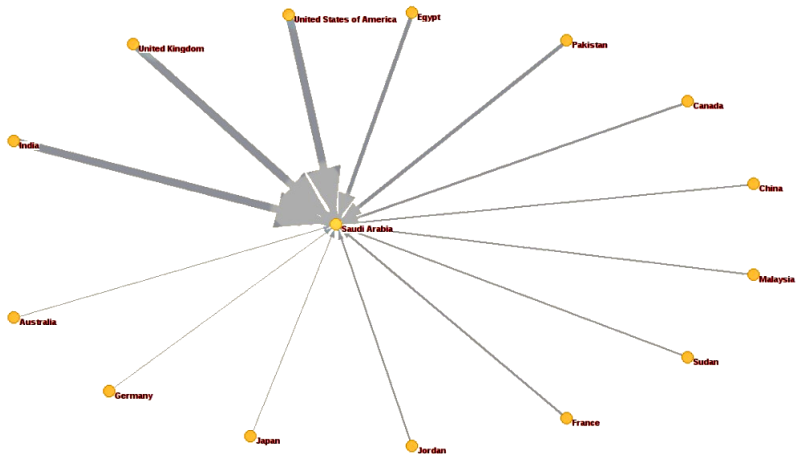 United States of America
Egypt
United Kingdom
Pakistan
Canada
India
China
Saudi Arabia
Malaysia
Australia
Sudan
Germany
France
Japan
Jordan